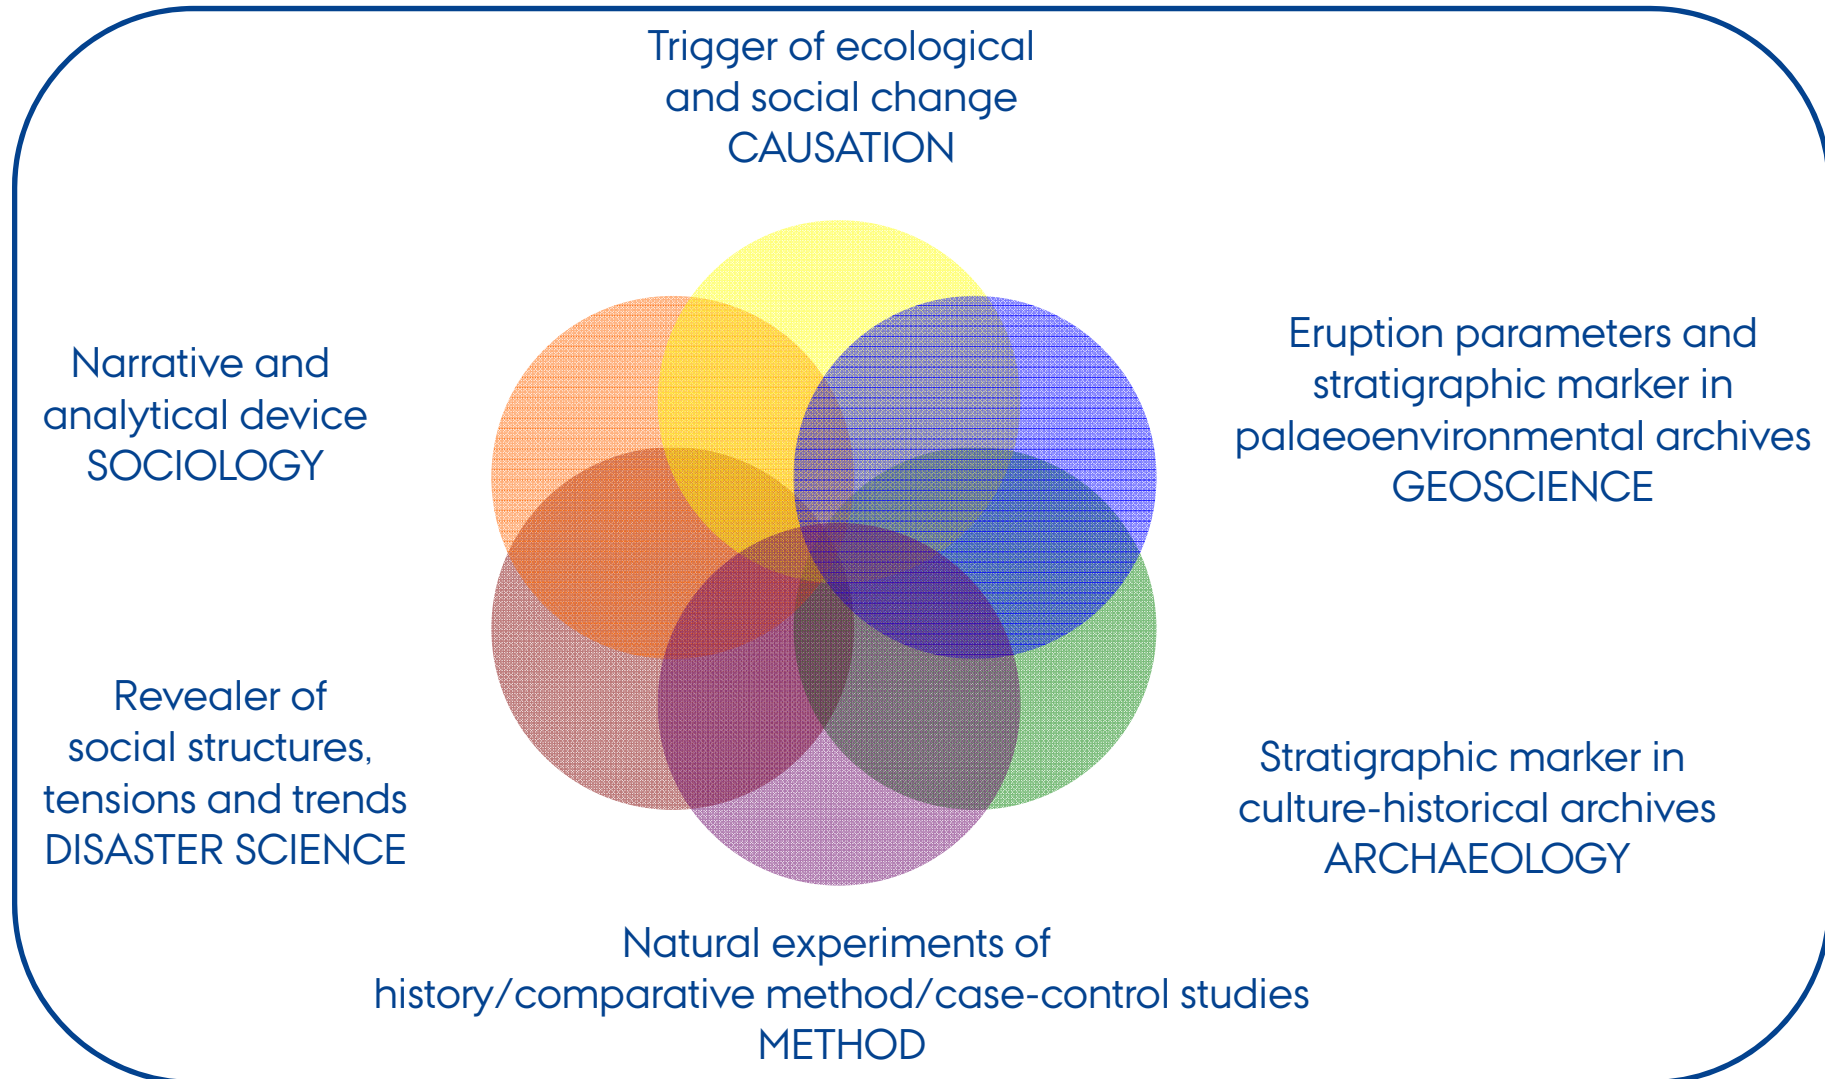 Trigger of ecological
and social change
CAUSATION
Eruption parameters and
stratigraphic marker in
palaeoenvironmental archives
GEOSCIENCE
Stratigraphic marker in
culture-historical archives
ARCHAEOLOGY
Natural experiments of
history/comparative method/case-control studies
METHOD
Revealer of
social structures,
tensions and trends
DISASTER SCIENCE
Narrative and
analytical device
SOCIOLOGY